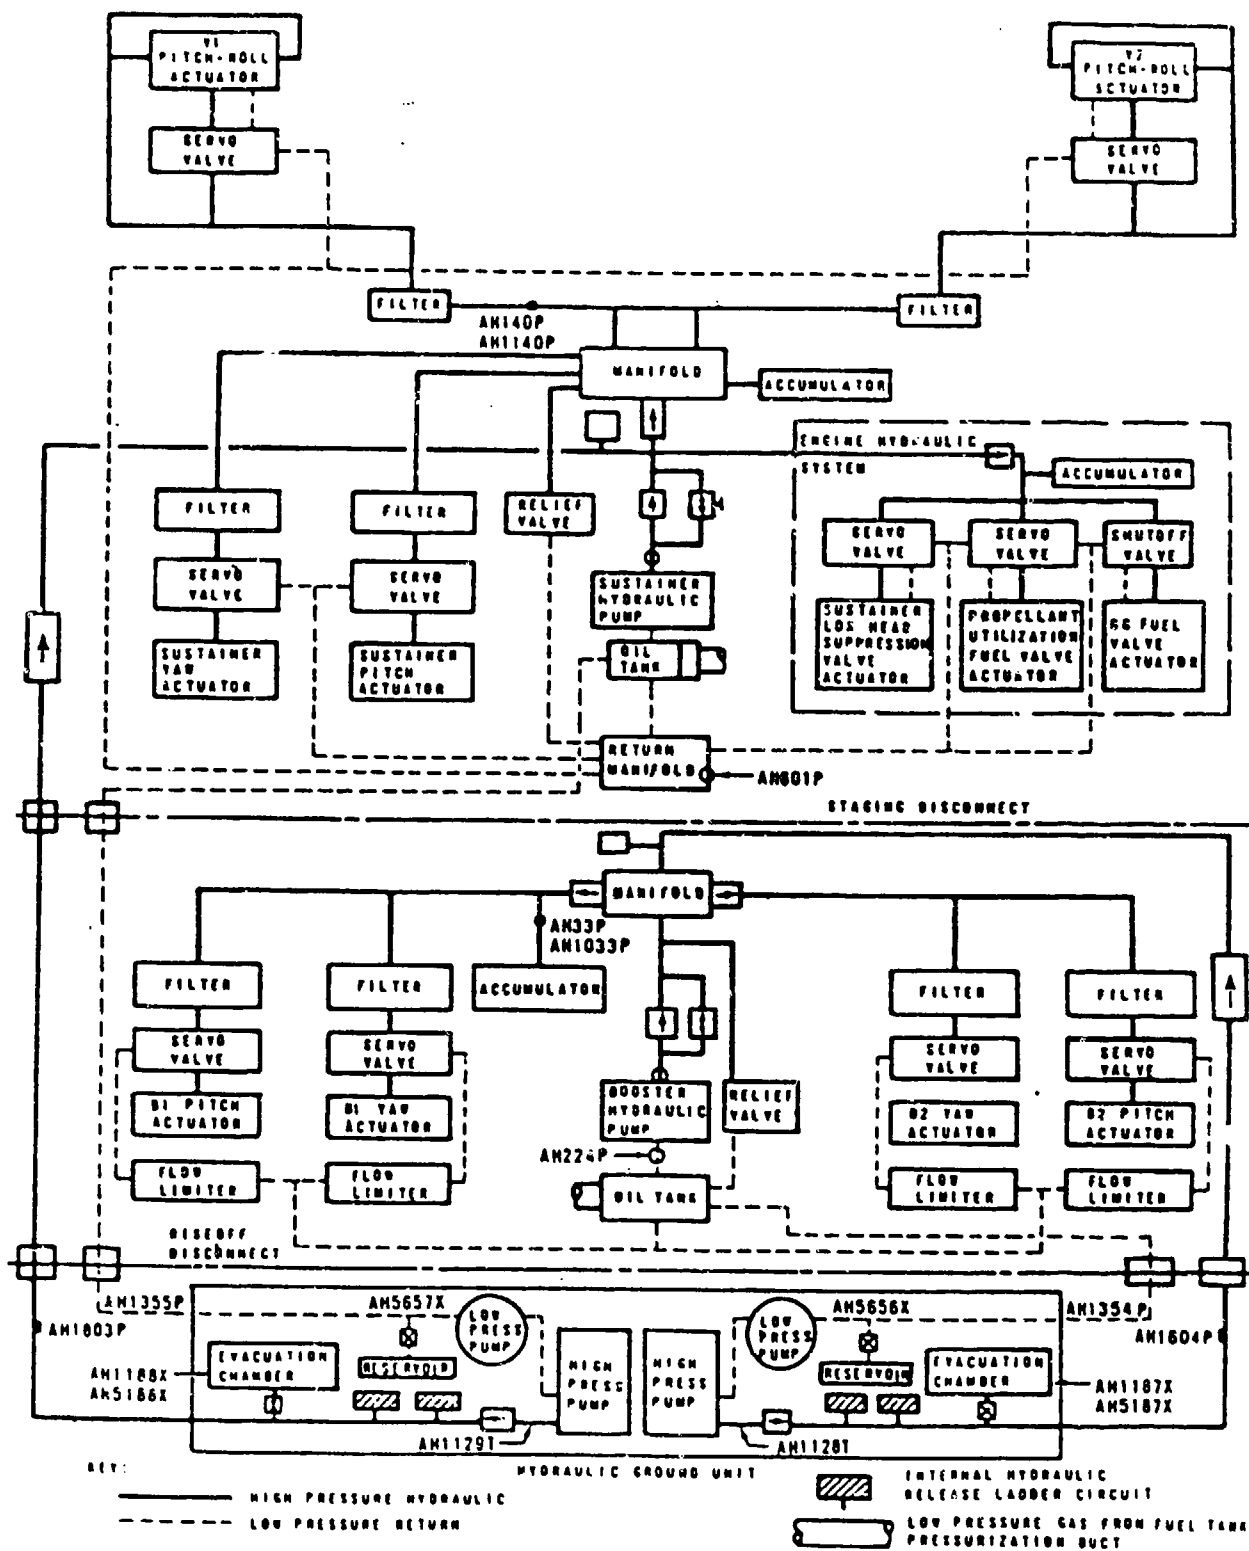 V1
PITCH-ROLL
ACTUATOR
V2
PITCH-ROLL
ACTUATOR
SERVO
VALVE
SERVO
VALVE
FILTER
FILTER
AH140P
AH1140P
MANIFOLD
ACCUMULATOR
ENGINE HYDRAULIC
SYSTEM
ACCUMULATOR
FILTER
FILTER
RELIEF
VALVE
SERVO
VALVE
SERVO
VALVE
SHUTOFF
VALVE
SERVO
VALVE
SERVO
VALVE
SUSTAINER
HYDRAULIC
PUMP
SUSTAINER
YAW
ACTUATOR
SUSTAINER
PITCH
ACTUATOR
OIL
TANK
SUSTAINER
LOS HEAD
SUPPRESSION
VALVE
ACTUATOR
PROPELLANT
UTILIZATION
FUEL VALVE
ACTUATOR
GG FUEL
VALVE
ACTUATOR
RETURN
MANIFOLD
AH601P
STAGING DISCONNECT
MANIFOLD
AH33P
AH1033P
FILTER
FILTER
ACCUMULATOR
FILTER
FILTER
SERVO
VALVE
SERVO
VALVE
SERVO
VALVE
SERVO
VALVE
B1 PITCH
ACTUATOR
B1 YAW
ACTUATOR
BOOSTER
HYDRAULIC
PUMP
RELIEF
VALVE
B2 YAW
ACTUATOR
B2 PITCH
ACTUATOR
AH224P
FLOW
LIMITER
FLOW
LIMITER
OIL TANK
FLOW
LIMITER
FLOW
LIMITER
RISEOFF
DISCONNECT
AH1355P
AH5657X
AH5656X
AH1354P
AH1603P
LOW
PRESS
PUMP
LOW
PRESS
PUMP
AH1604P
EVACUATION
CHAMBER
RESERVOIR
HIGH
PRESS
PUMP
HIGH
PRESS
PUMP
RESERVOIR
EVACUATION
CHAMBER
AH1188X
AH5186X
AH1187X
AH5187X
AH1129T
AH1128T
KEY:
HYDRAULIC GROUND UNIT
HIGH PRESSURE HYDRAULIC
LOW PRESSURE RETURN
INTERNAL HYDRAULIC
RELEASE LADDER CIRCUIT
LOW PRESSURE GAS FROM FUEL TANK
PRESSURIZATION DUCT